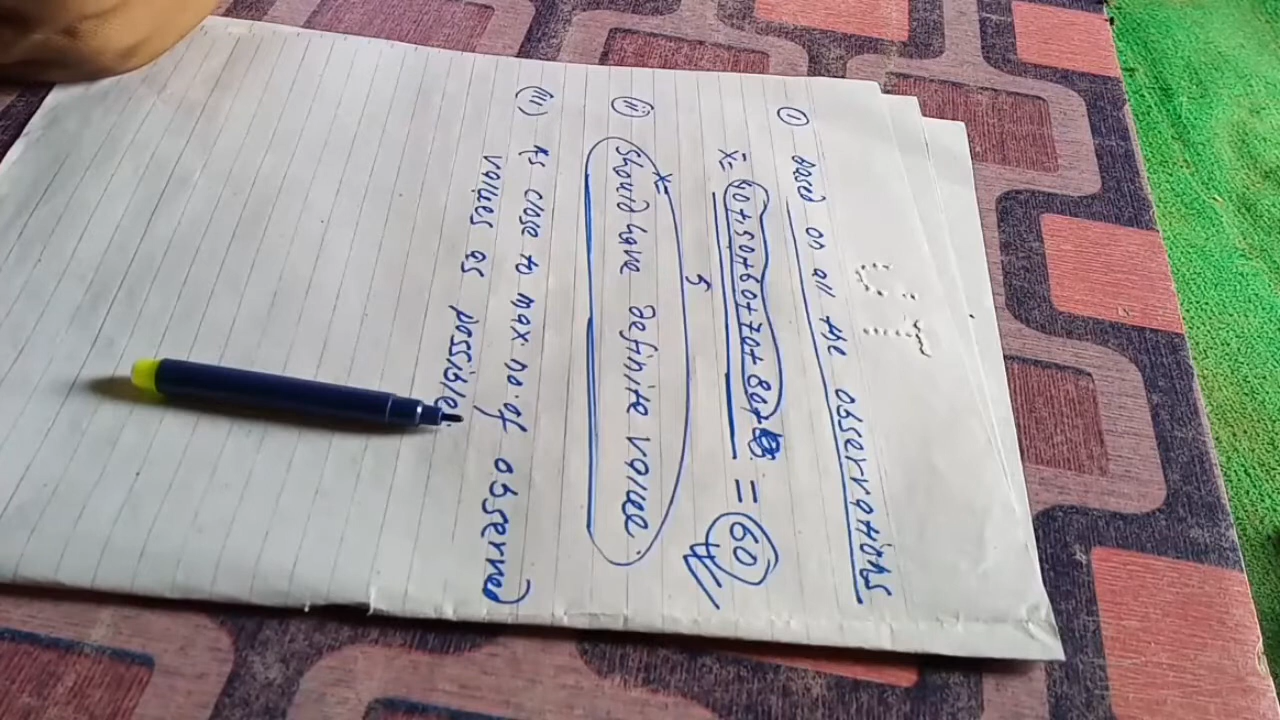 (i) Based on all the observations
x̄ = 40+50+60+70+80+ = 60
5
x =
(ii) Should have definite value.
(iii) As close to max no. of observed
values as possible.